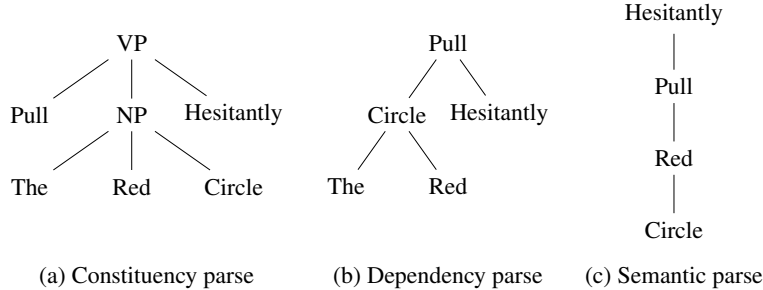 VP
Pull NP Hesitantly
The Red Circle
(a) Constituency parse
Pull
Circle Hesitantly
The Red
(b) Dependency parse
Hesitantly
Pull
Red
Circle
(c) Semantic parse